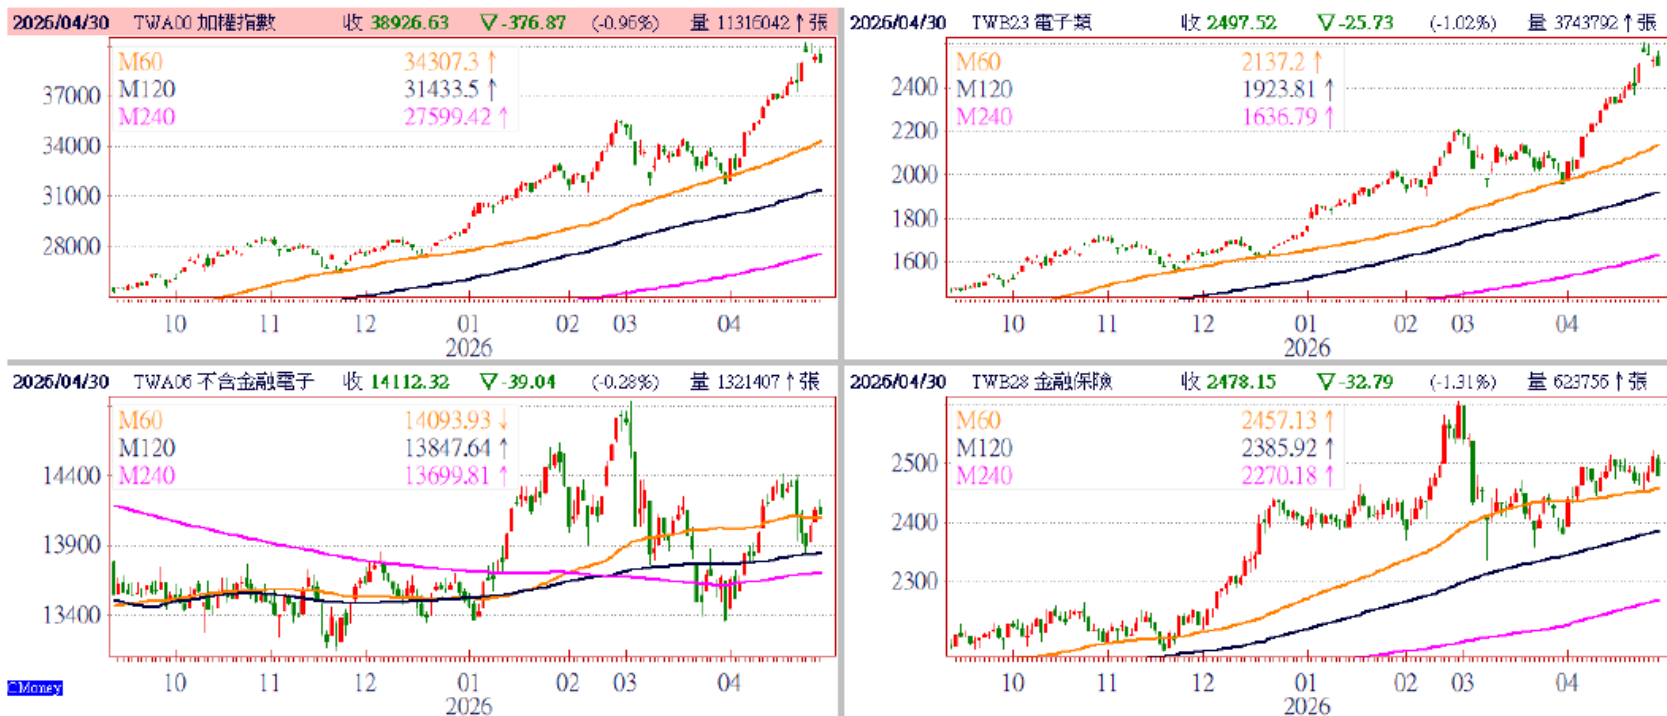 2026/04/30 TWA00 加權指數 收 38926.63 ▽-376.87 (-0.96%) 量 11316042↑張
M60 34307.3↑
M120 31433.5↑
M240 27599.42↑
37000
34000
31000
28000
10 11 12 01 02 03 04
2026
2026/04/30 TWB23 電子類 收 2497.52 ▽-25.73 (-1.02%) 量 3743792↑張
M60 2137.2↑
M120 1923.81↑
M240 1636.79↑
2400
2200
2000
1800
1600
10 11 12 01 02 03 04
2026
2026/04/30 TWA06 不含金融電子 收 14112.32 ▽-39.04 (-0.28%) 量 1321407↑張
M60 14093.93↓
M120 13847.64↑
M240 13699.81↑
14400
13900
13400
10 11 12 01 02 03 04
2026
2026/04/30 TWB28 金融保險 收 2478.15 ▽-32.79 (-1.31%) 量 623756↑張
M60 2457.13↑
M120 2385.92↑
M240 2270.18↑
2500
2400
2300
10 11 12 01 02 03 04
2026
CMoney